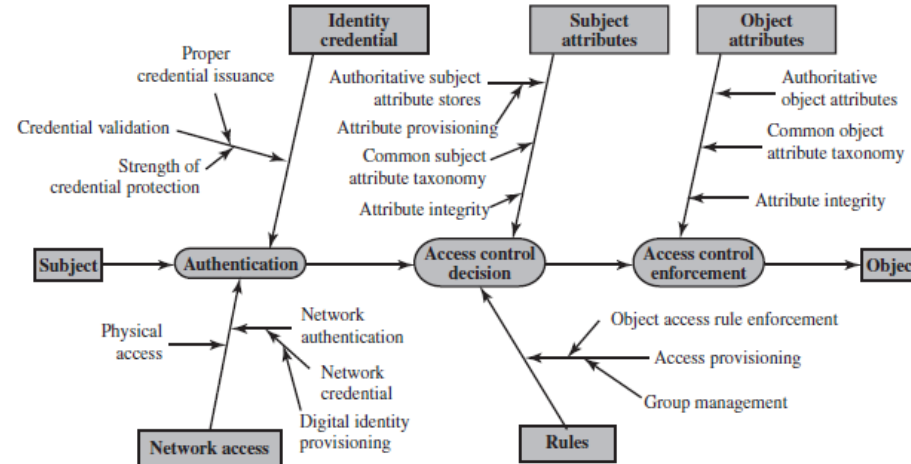 Identity
credential
Subject
attributes
Object
attributes
Proper
credential issuance
Credential validation
Strength of
credential protection
Authoritative subject
attribute stores
Attribute provisioning
Common subject
attribute taxonomy
Attribute integrity
Authoritative
object attributes
Common object
attribute taxonomy
Attribute integrity
Subject
Authentication
Access control
decision
Access control
enforcement
Objec
Physical
access
Network
authentication
Network
credential
Digital identity
provisioning
Object access rule enforcement
Access provisioning
Group management
Network access
Rules